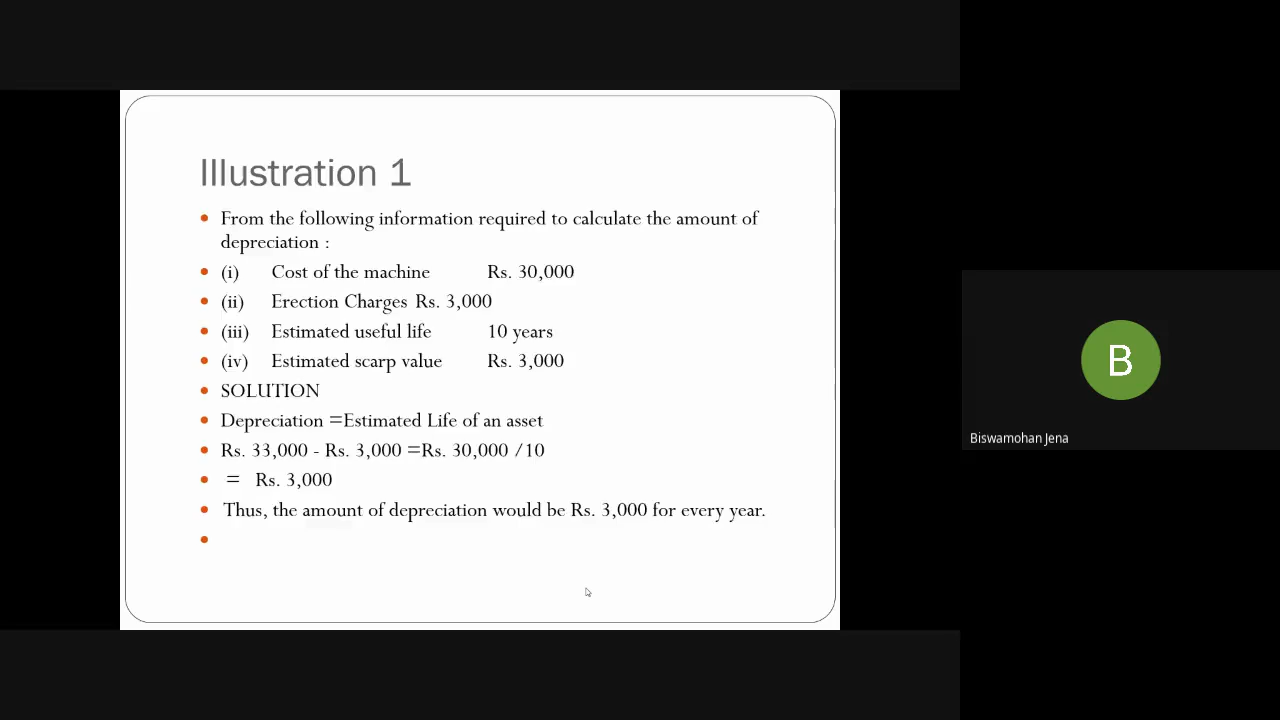 Illustration 1
From the following information required to calculate the amount of
depreciation :
(i) Cost of the machine Rs. 30,000
(ii) Erection Charges Rs. 3,000
(iii) Estimated useful life 10 years
(iv) Estimated scarp value Rs. 3,000
SOLUTION
Depreciation =Estimated Life of an asset
Rs. 33,000 - Rs. 3,000 =Rs. 30,000 /10
= Rs. 3,000
Thus, the amount of depreciation would be Rs. 3,000 for every year.
B
Biswamohan Jena